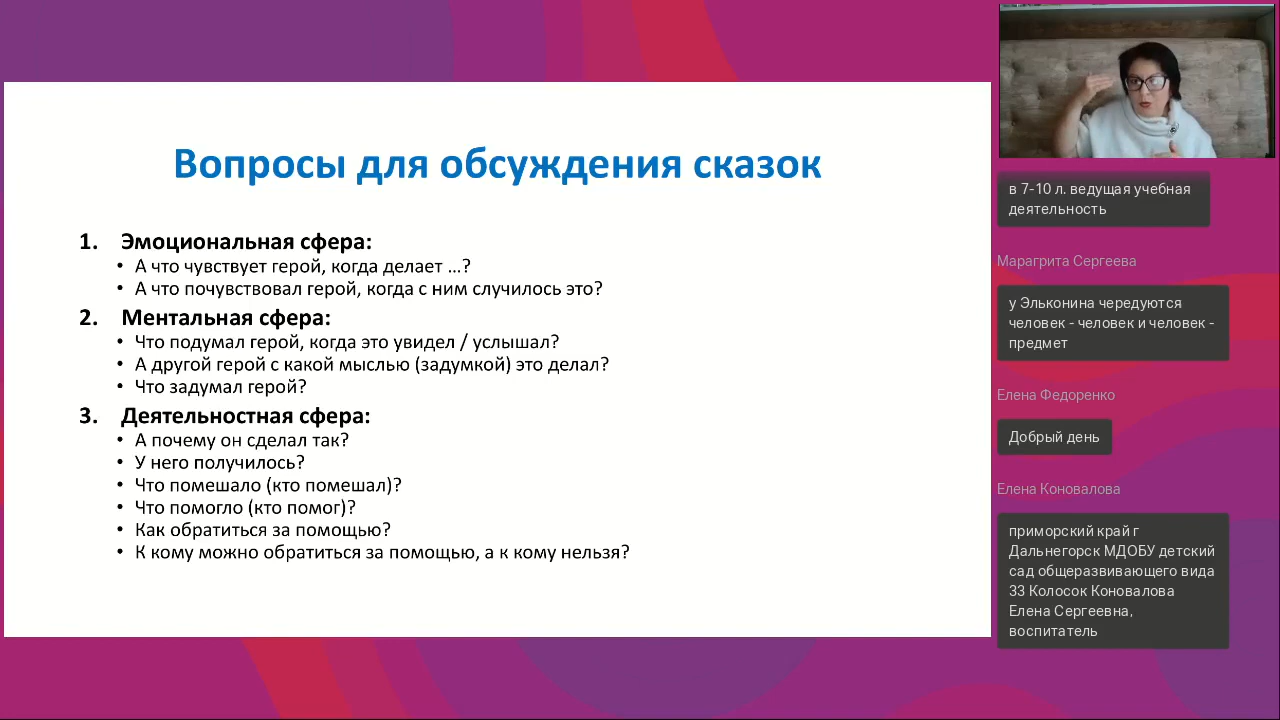 Вопросы для обсуждения сказок
1. Эмоциональная сфера:
• А что чувствует герой, когда делает …?
• А что почувствовал герой, когда с ним случилось это?
2. Ментальная сфера:
• Что подумал герой, когда это увидел / услышал?
• А другой герой с какой мыслью (задумкой) это делал?
• Что задумал герой?
3. Деятельностная сфера:
• А почему он сделал так?
• У него получилось?
• Что помешало (кто помешал)?
• Что помогло (кто помог)?
• Как обратиться за помощью?
• К кому можно обратиться за помощью, а к кому нельзя?
в 7-10 л. ведущая учебная
деятельность
Марагрита Сергеева
у Эльконина чередуются
человек - человек и человек -
предмет
Елена Федоренко
Добрый день
Елена Коновалова
приморский край г
Дальнегорск МДОБУ детский
сад общеразвивающего вида
33 Колосок Коновалова
Елена Сергеевна,
воспитатель